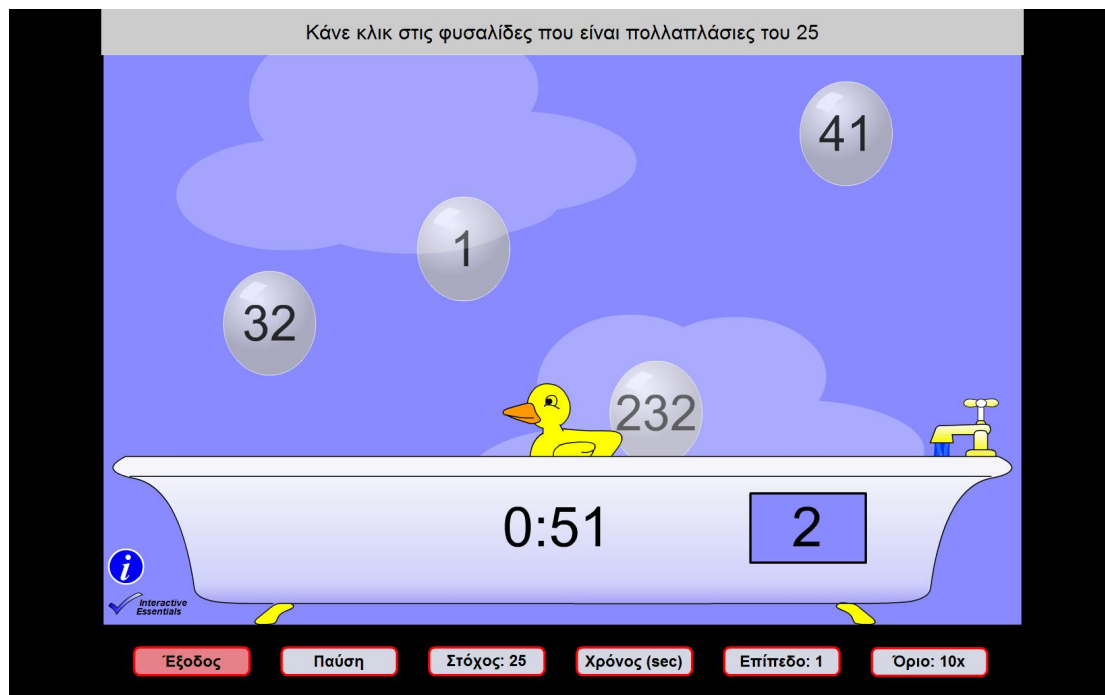 Κάνε κλικ στις φυσαλίδες που είναι πολλαπλάσιες του 25
41
1
32
232
0:51
2
i
Interactive
Essentials
Έξοδος
Παύση
Στόχος: 25
Χρόνος (sec)
Επίπεδο: 1
Όριο: 10x